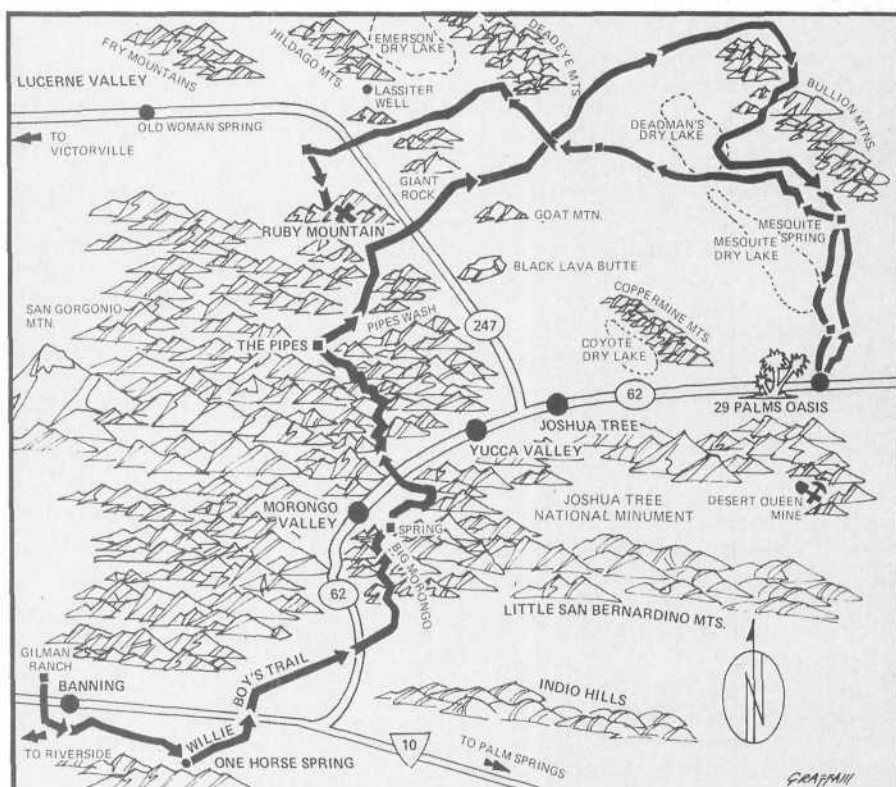 FRY MOUNTAINS
HILDAGO MTS.
EMERSON
DRY LAKE
DEADEYE MTS.
LUCERNE VALLEY
LASSITER
WELL
BULLION MTNS.
OLD WOMAN SPRING
DEADMAN'S
DRY LAKE
TO
VICTORVILLE
GIANT
ROCK
RUBY MOUNTAIN
GOAT MTN.
MESQUITE
SPRING
MESQUITE
DRY LAKE
BLACK LAVA BUTTE
SAN GORGONIO
MTN.
PIPES WASH
COPPERMINE MTS.
THE PIPES
247
COYOTE
DRY LAKE
62
29 PALMS OASIS
JOSHUA TREE
YUCCA VALLEY
DESERT QUEEN
MINE
MORONGO
VALLEY
JOSHUA TREE
NATIONAL MINUMENT
SPRING
BIG MORONGO
62
LITTLE SAN BERNARDINO MTS.
GILMAN
RANCH
BANNING
WILLIE BOY'S TRAIL
INDIO HILLS
N
TO RIVERSIDE
ONE HORSE SPRING
10
TO PALM SPRINGS